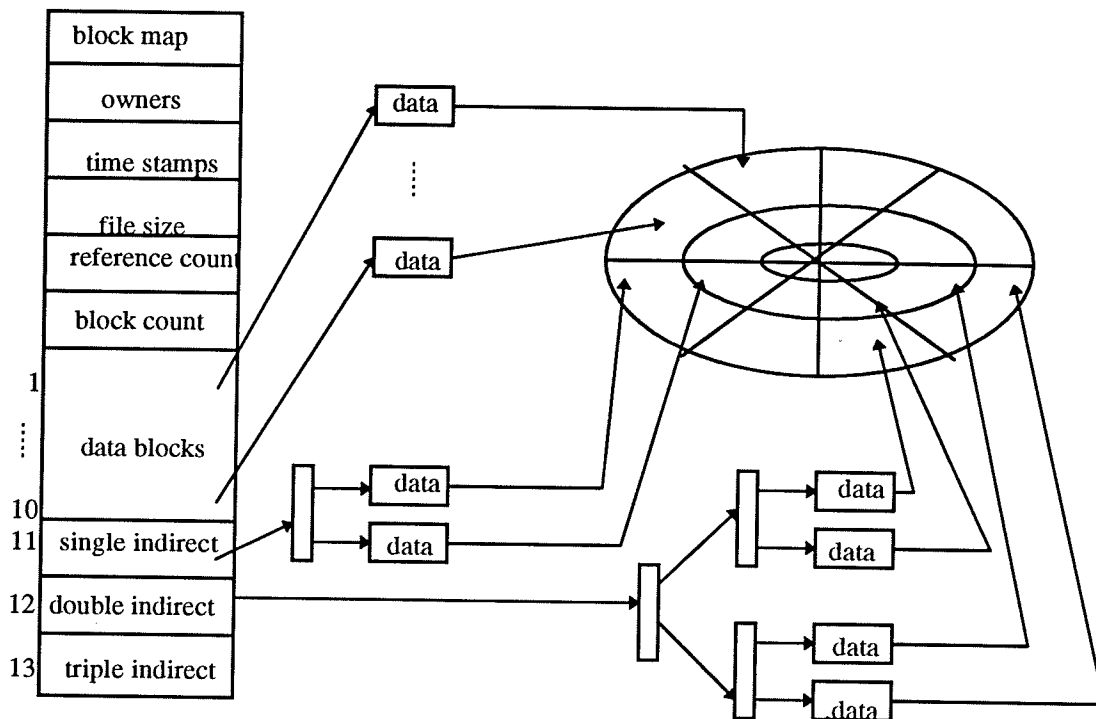 block map
owners
time stamps
file size
reference count
block count
1
data blocks
10
11
single indirect
12
double indirect
13
triple indirect
data
data
data
data
data
data
data
.data